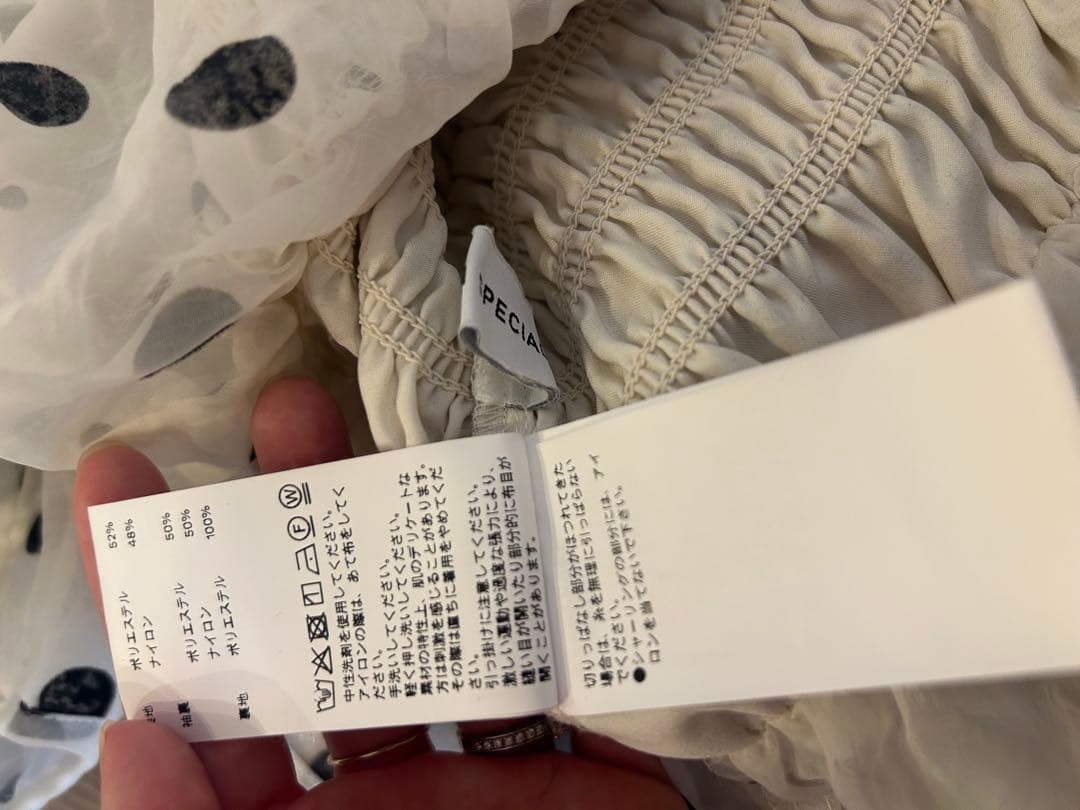 PECIA
ポリエステル 52%
ナイロン 48%
袖裏 ポリエステル 50%
ナイロン 50%
裏地 ポリエステル 100%
F W
中性洗剤を使用してください。
アイロンの際は、あて布をしてく
ださい。
手洗いしてください。
軽く押し洗いしてください。
素材の特性上、肌のデリケートな
方は刺激を感じることがあります。
その際は直ちに着用をやめてくだ
さい。
引っ掛けに注意してください。
激しい運動や過度な張力により、
縫い目が開いたり部分的に布目が
開くことがあります。
切りっぱなし部分がほつれてきた
場合は、糸を無理に引っぱらない
でください。
●シャーリングの部分には、アイ
ロンを当てないで下さい。